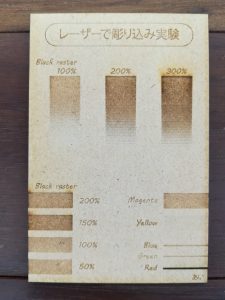 レーザーで彫り込み実験
Black raster
100% 200% 300%
Black raster
200% Magenta
150% Yellow
100% Blue
Green
50% Red